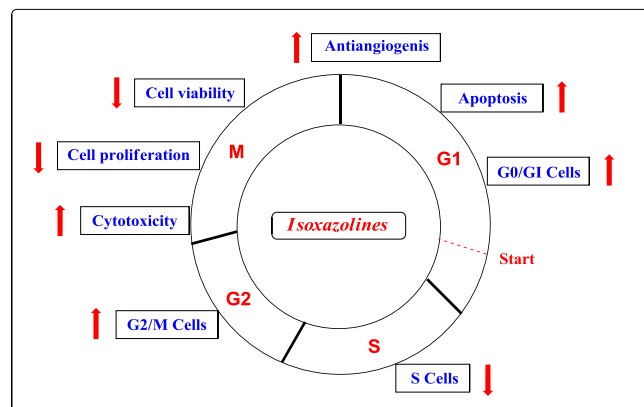 Antiangiogenis
Cell viability
Apoptosis
M
G1
Cell proliferation
G0/GI Cells
Cytotoxicity
Isoxazolines
Start
G2
G2/M Cells
S
S Cells